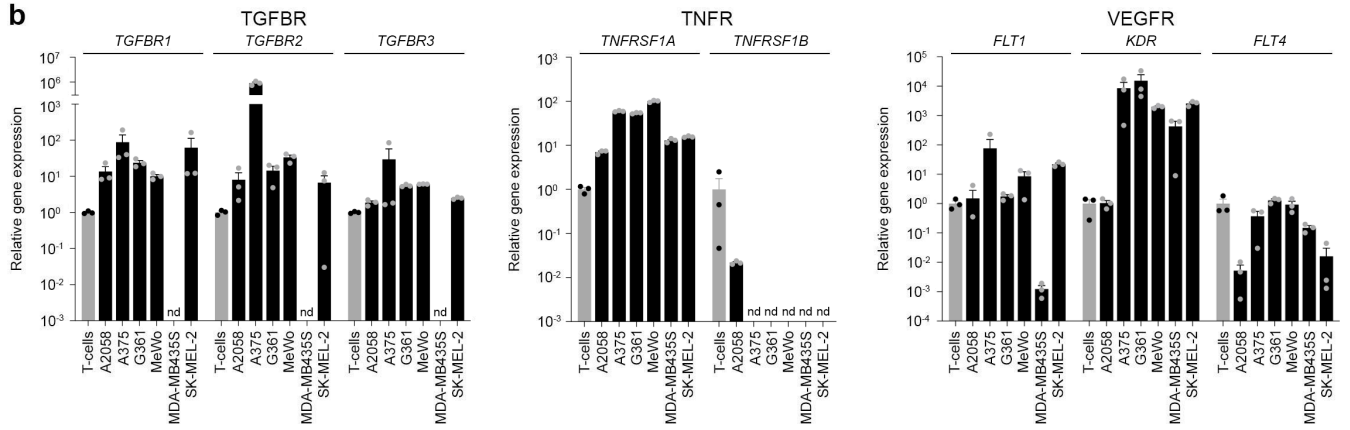 b
TGFBR
TGFBR1 TGFBR2 TGFBR3
Relative gene expression
10⁷
10⁶
10³
10²
10¹
10⁰
10⁻¹
10⁻²
10⁻³
nd nd nd
T-cells A2058 A375 G361 MeWo MDA-MB435S SK-MEL-2 T-cells A2058 A375 G361 MeWo MDA-MB435S SK-MEL-2 T-cells A2058 A375 G361 MeWo MDA-MB435S SK-MEL-2
TNFR
TNFRSF1A TNFRSF1B
Relative gene expression
10³
10²
10¹
10⁰
10⁻¹
10⁻²
10⁻³
nd nd nd nd nd
T-cells A2058 A375 G361 MeWo MDA-MB435S SK-MEL-2 T-cells A2058 A375 G361 MeWo MDA-MB435S SK-MEL-2
VEGFR
FLT1 KDR FLT4
Relative gene expression
10⁵
10⁴
10³
10²
10¹
10⁰
10⁻¹
10⁻²
10⁻³
10⁻⁴
T-cells A2058 A375 G361 MeWo MDA-MB435S SK-MEL-2 T-cells A2058 A375 G361 MeWo MDA-MB435S SK-MEL-2 T-cells A2058 A375 G361 MeWo MDA-MB435S SK-MEL-2